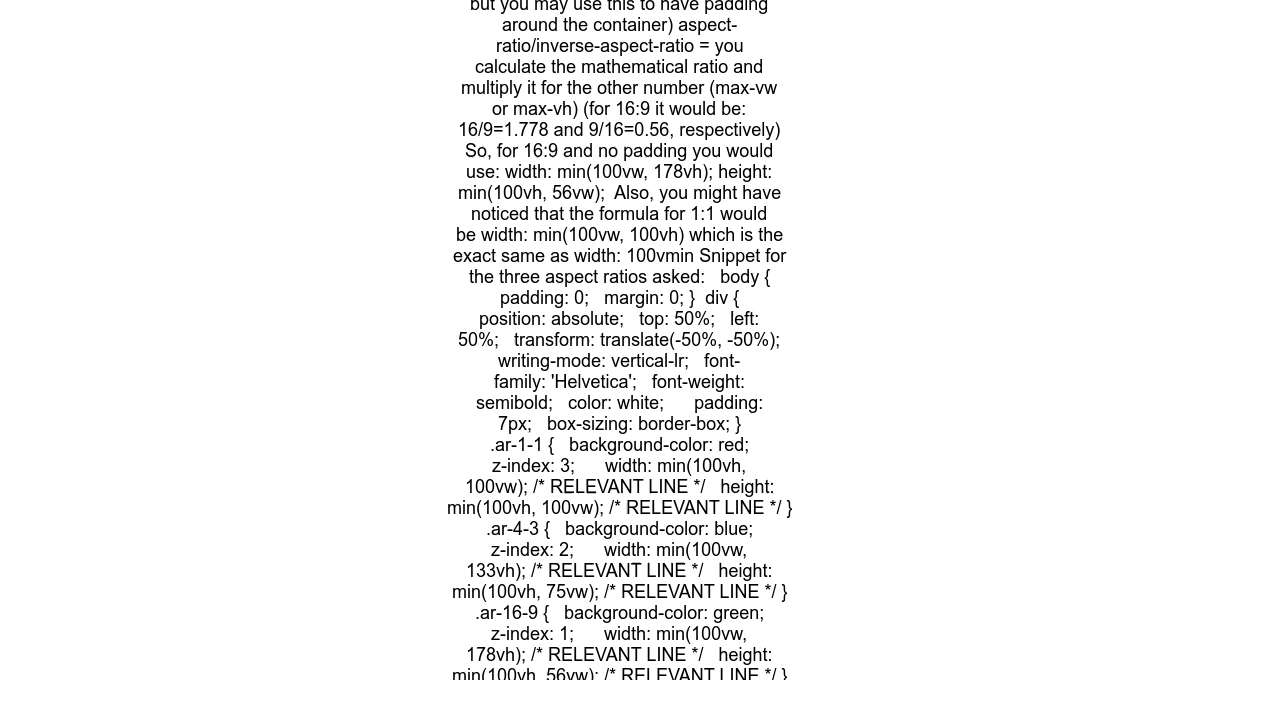 but you may use this to have padding
around the container) aspect-
ratio/inverse-aspect-ratio = you
calculate the mathematical ratio and
multiply it for the other number (max-vw
or max-vh) (for 16:9 it would be:
16/9=1.778 and 9/16=0.56, respectively)
So, for 16:9 and no padding you would
use: width: min(100vw, 178vh); height:
min(100vh, 56vw);  Also, you might have
noticed that the formula for 1:1 would
be width: min(100vw, 100vh) which is the
exact same as width: 100vmin Snippet for
the three aspect ratios asked:   body {
padding: 0;   margin: 0; }  div {
position: absolute;   top: 50%;   left:
50%;   transform: translate(-50%, -50%);
writing-mode: vertical-lr;   font-
family: 'Helvetica';   font-weight:
semibold;   color: white;      padding:
7px;   box-sizing: border-box; }
.ar-1-1 {   background-color: red;
z-index: 3;      width: min(100vh,
100vw); /* RELEVANT LINE */   height:
min(100vh, 100vw); /* RELEVANT LINE */ }
.ar-4-3 {   background-color: blue;
z-index: 2;      width: min(100vw,
133vh); /* RELEVANT LINE */   height:
min(100vh, 75vw); /* RELEVANT LINE */ }
.ar-16-9 {   background-color: green;
z-index: 1;      width: min(100vw,
178vh); /* RELEVANT LINE */   height:
min(100vh, 56vw); /* RELEVANT LINE */ }